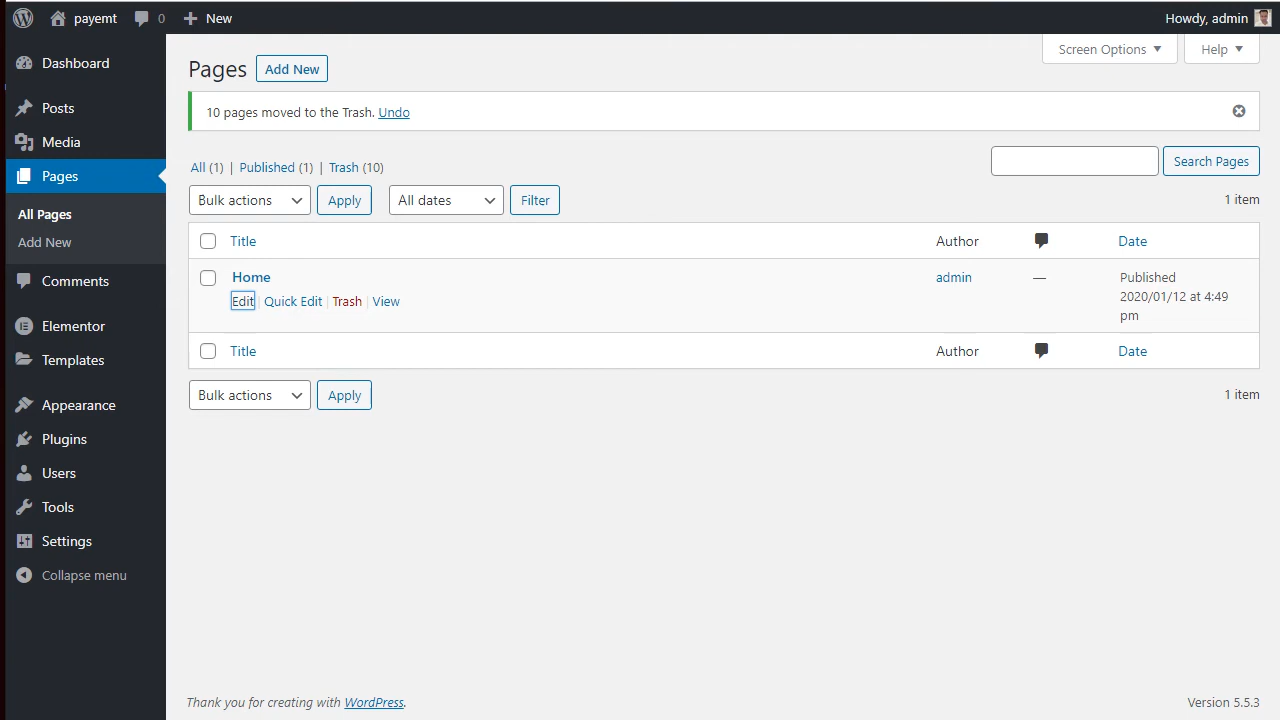 payemt 0 New Howdy, admin
Screen Options Help
Dashboard
Posts
Media
Pages
All Pages
Add New
Comments
Elementor
Templates
Appearance
Plugins
Users
Tools
Settings
Collapse menu
Pages Add New
10 pages moved to the Trash. Undo
All (1) | Published (1) | Trash (10)
Search Pages
Bulk actions Apply All dates Filter 1 item
Title Author Date
Home admin — Published
2020/01/12 at 4:49
pm
Edit | Quick Edit | Trash | View
Title Author Date
Bulk actions Apply 1 item
Thank you for creating with WordPress. Version 5.5.3